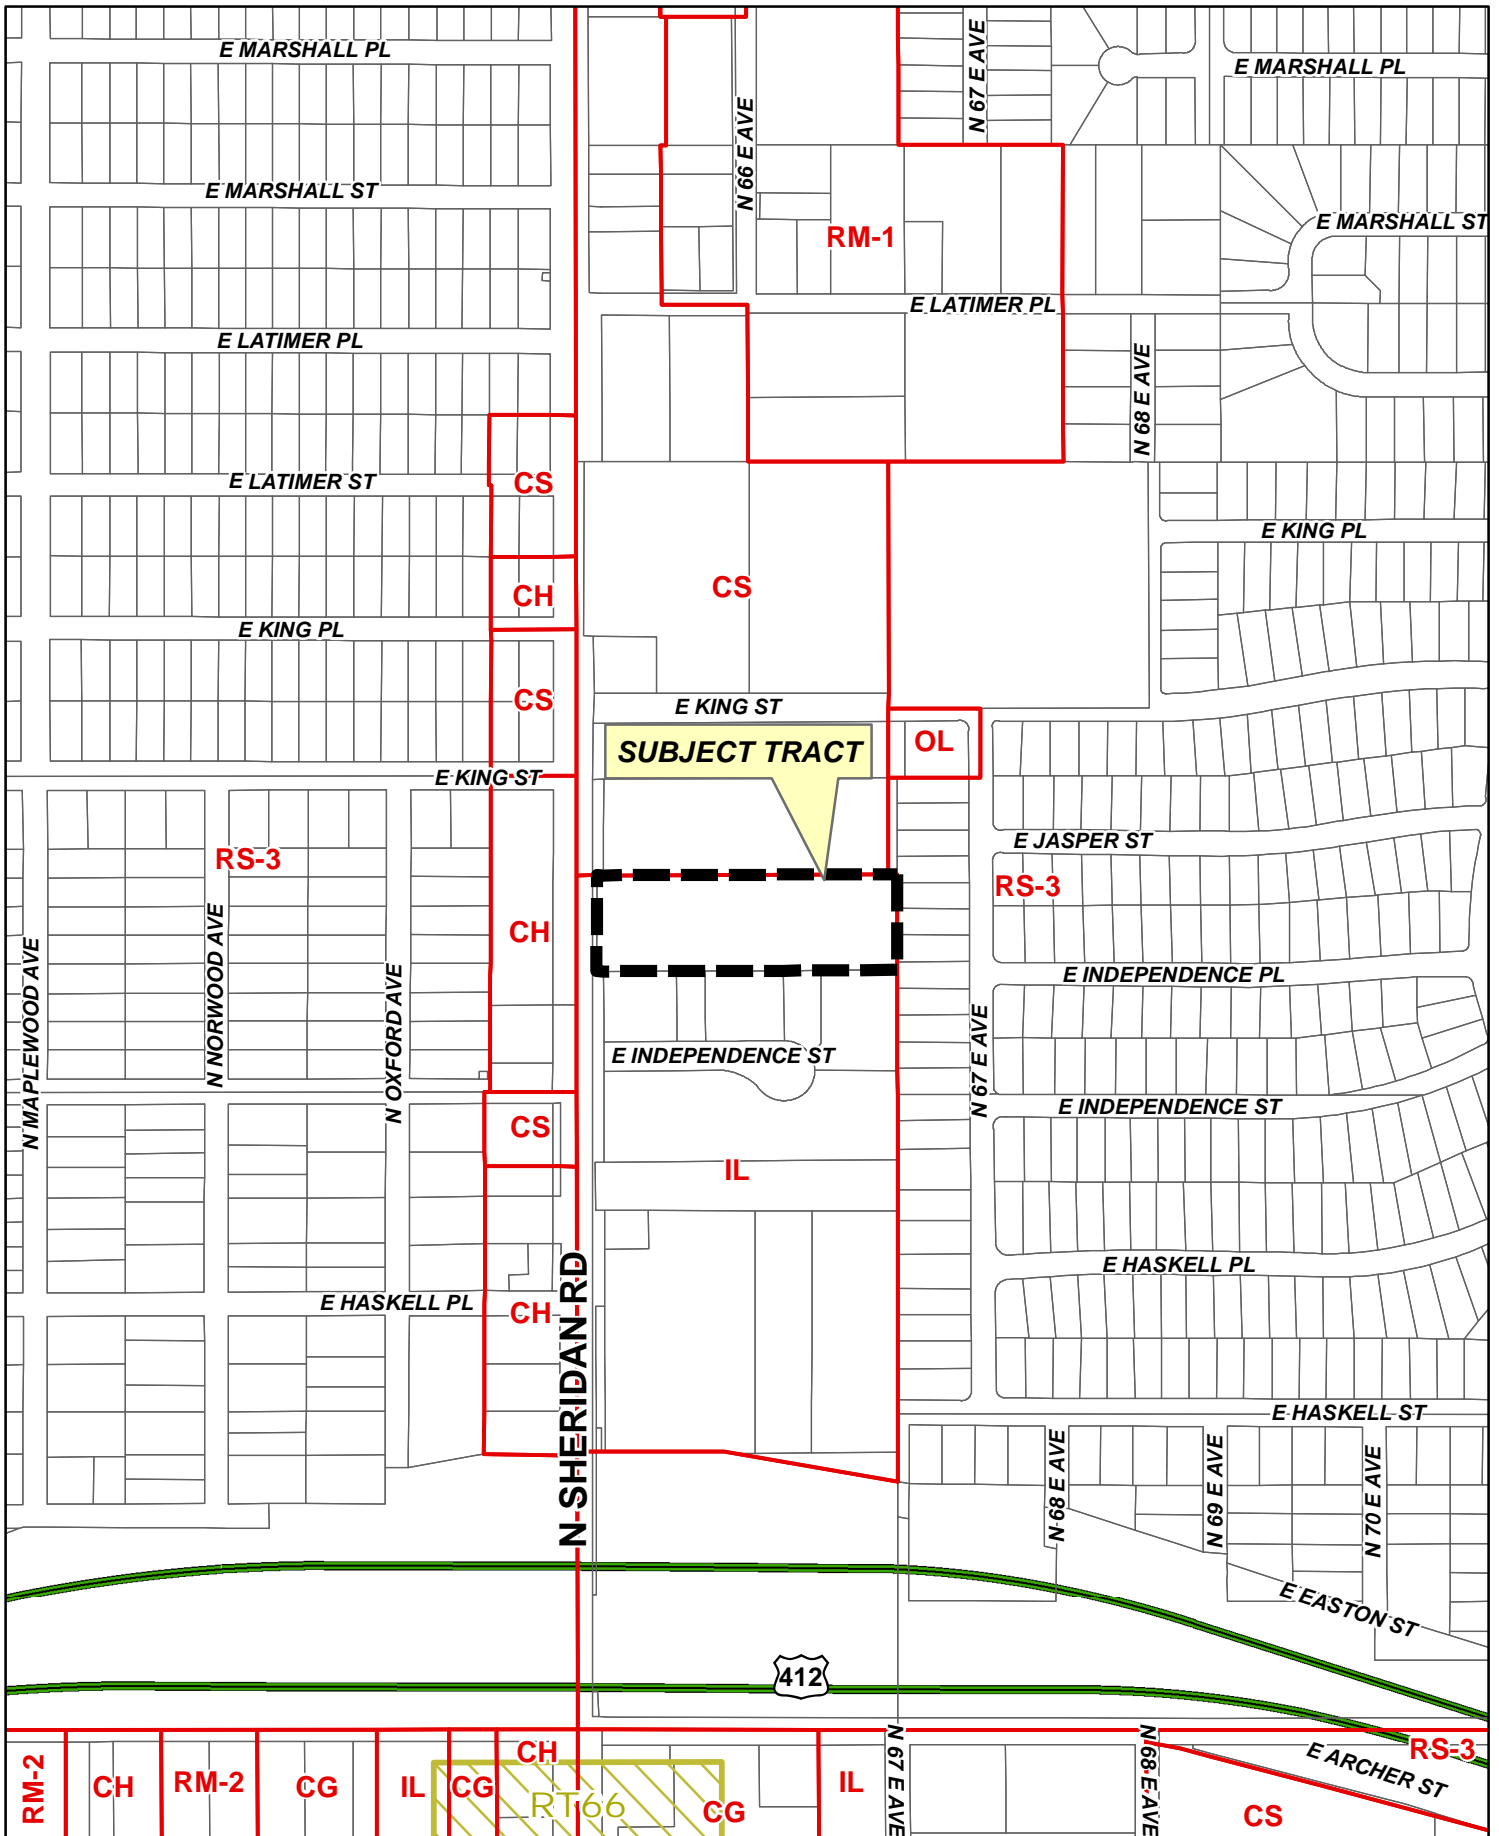 E MARSHALL PL
N 67 E AVE
E MARSHALL PL
N 66 E AVE
E MARSHALL ST
RM-1
E MARSHALL ST
E LATIMER PL
E LATIMER PL
N 68 E AVE
E LATIMER ST
CS
E KING PL
CH
CS
E KING PL
CS
E KING ST
SUBJECT TRACT
OL
E KING ST
RS-3
E JASPER ST
RS-3
CH
N MAPLEWOOD AVE
N NORWOOD AVE
N OXFORD AVE
E INDEPENDENCE PL
E INDEPENDENCE ST
N 67 E AVE
E INDEPENDENCE ST
CS
IL
E HASKELL PL
E HASKELL PL
CH
N SHERIDAN RD
E HASKELL ST
N 68 E AVE
N 69 E AVE
N 70 E AVE
E EASTON ST
412
RM-2
CH
RM-2
CG
IL
CG
CH
RT66
CG
IL
N 67 E AVE
N 68 E AVE
E ARCHER ST
RS-3
CS